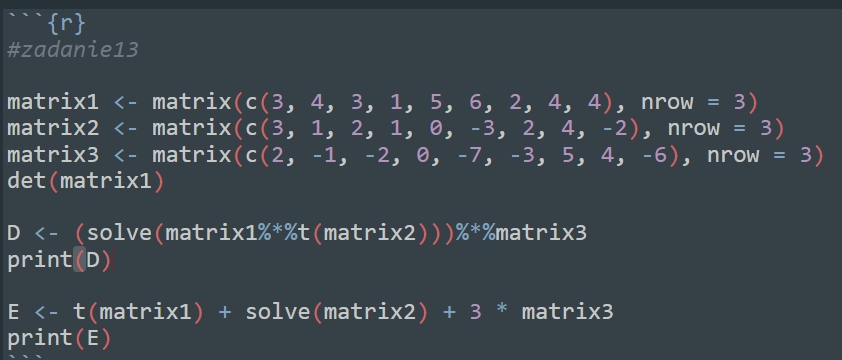 ```{r}
#zadanie13
matrix1 <- matrix(c(3, 4, 3, 1, 5, 6, 2, 4, 4), nrow = 3)
matrix2 <- matrix(c(3, 1, 2, 1, 0, -3, 2, 4, -2), nrow = 3)
matrix3 <- matrix(c(2, -1, -2, 0, -7, -3, 5, 4, -6), nrow = 3)
det(matrix1)
D <- (solve(matrix1%*%t(matrix2)))%*%matrix3
print(D)
E <- t(matrix1) + solve(matrix2) + 3 * matrix3
print(E)
```